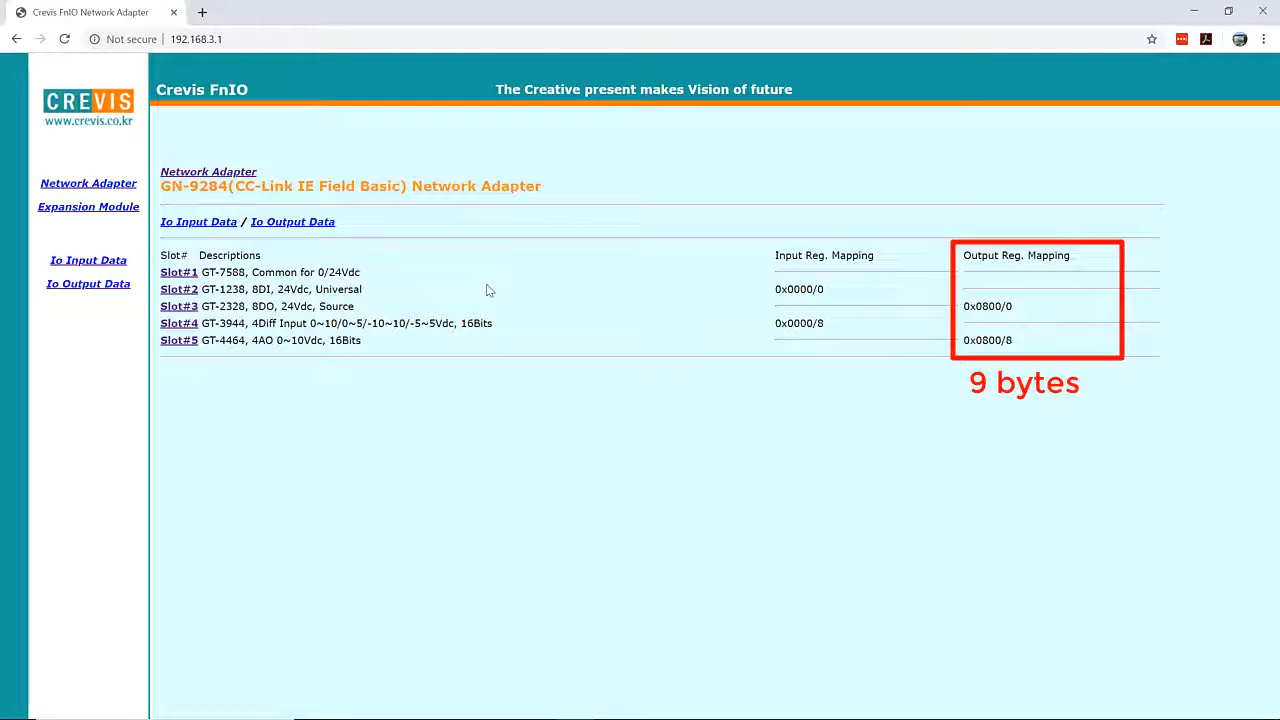 Crevis FnIO Network Adapter
Not secure 192.168.3.1
CREVIS
www.crevis.co.kr
Crevis FnIO The Creative present makes Vision of future
Network Adapter
Expansion Module
Io Input Data
Io Output Data
Network Adapter
GN-9284(CC-Link IE Field Basic) Network Adapter
Io Input Data / Io Output Data
Slot# Descriptions Input Reg. Mapping Output Reg. Mapping
Slot#1 GT-7588, Common for 0/24Vdc
Slot#2 GT-1238, 8DI, 24Vdc, Universal 0x0000/0
Slot#3 GT-2328, 8DO, 24Vdc, Source 0x0800/0
Slot#4 GT-3944, 4Diff Input 0~10/0~5/-10~10/-5~5Vdc, 16Bits 0x0000/8
Slot#5 GT-4464, 4AO 0~10Vdc, 16Bits 0x0800/8
9 bytes